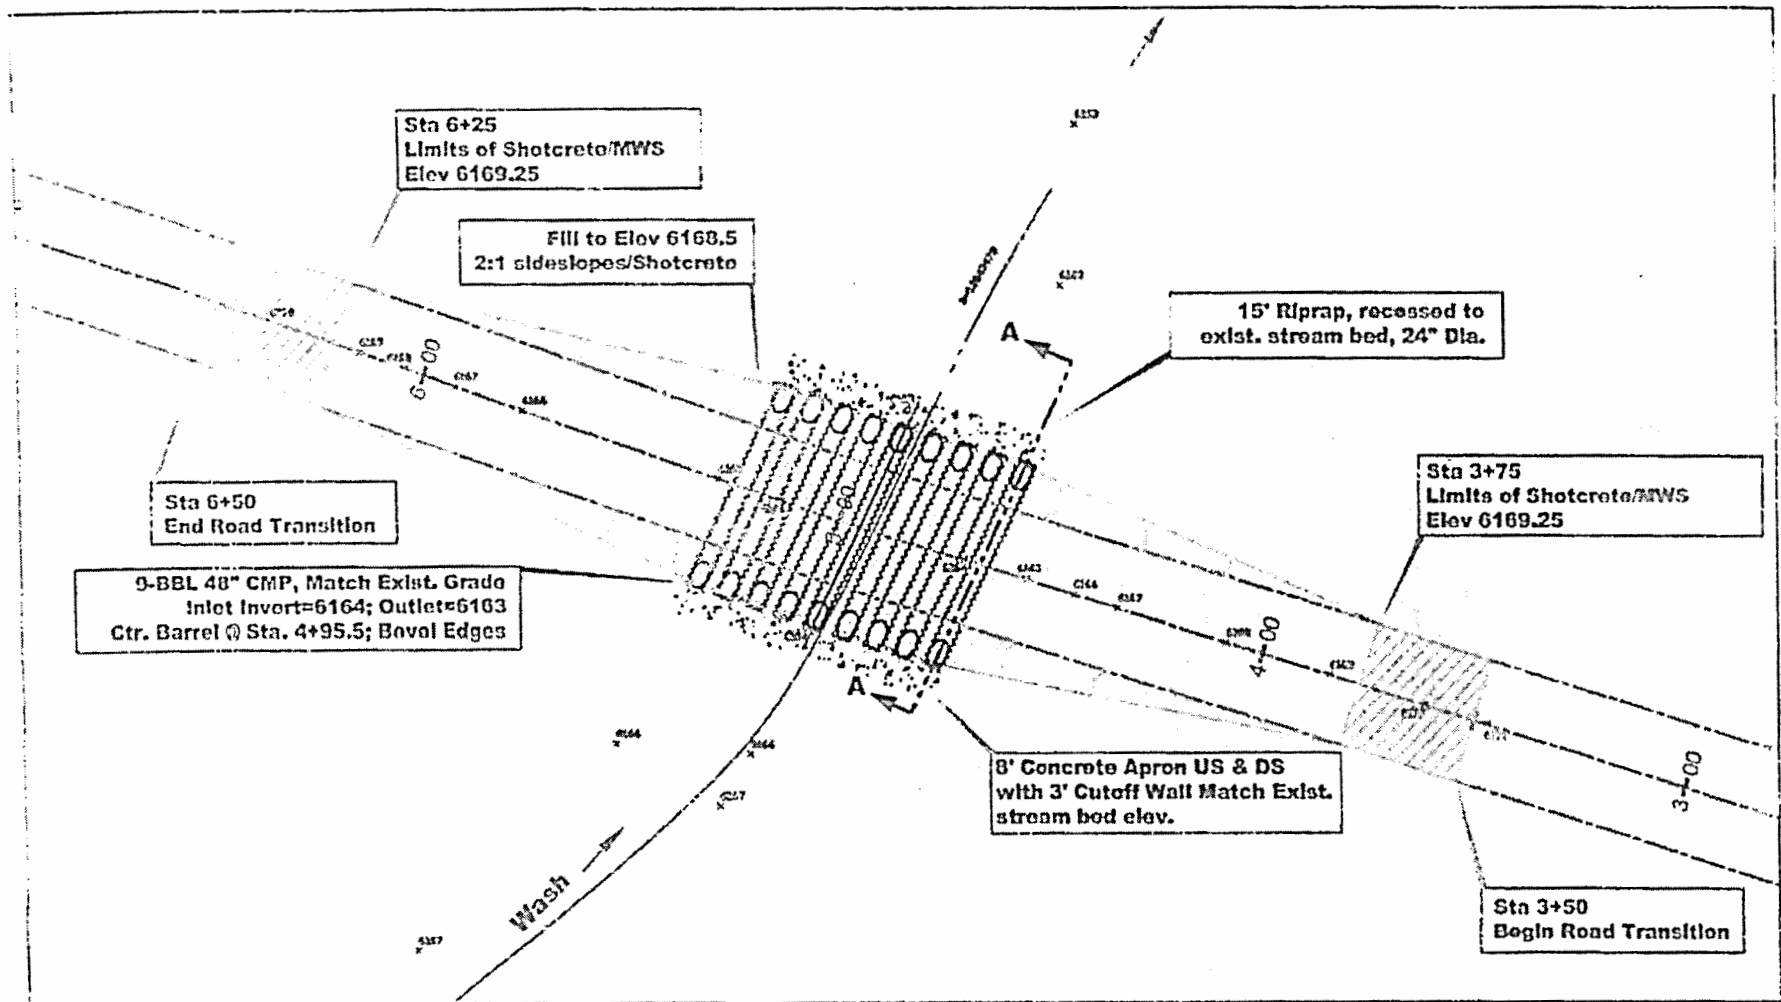 Sta 6+25
Limits of Shotcrete/MWS
Elev 6169.25
Fill to Elev 6168.5
2:1 sideslopes/Shotcrete
15' Riprap, recessed to
exist. stream bed, 24" Dia.
A
Sta 3+75
Limits of Shotcrete/MWS
Elev 6169.25
6+00
6167
6166
Sta 6+50
End Road Transition
9-BBL 48" CMP, Match Exist. Grade
Inlet Invert=6164; Outlet=6163
Ctr. Barrel @ Sta. 4+95.5; Bevel Edges
4+00
A
6166
6166
3+00
8' Concrete Apron US & DS
with 3' Cutoff Wall Match Exist.
stream bed elev.
Wash
Sta 3+50
Begin Road Transition